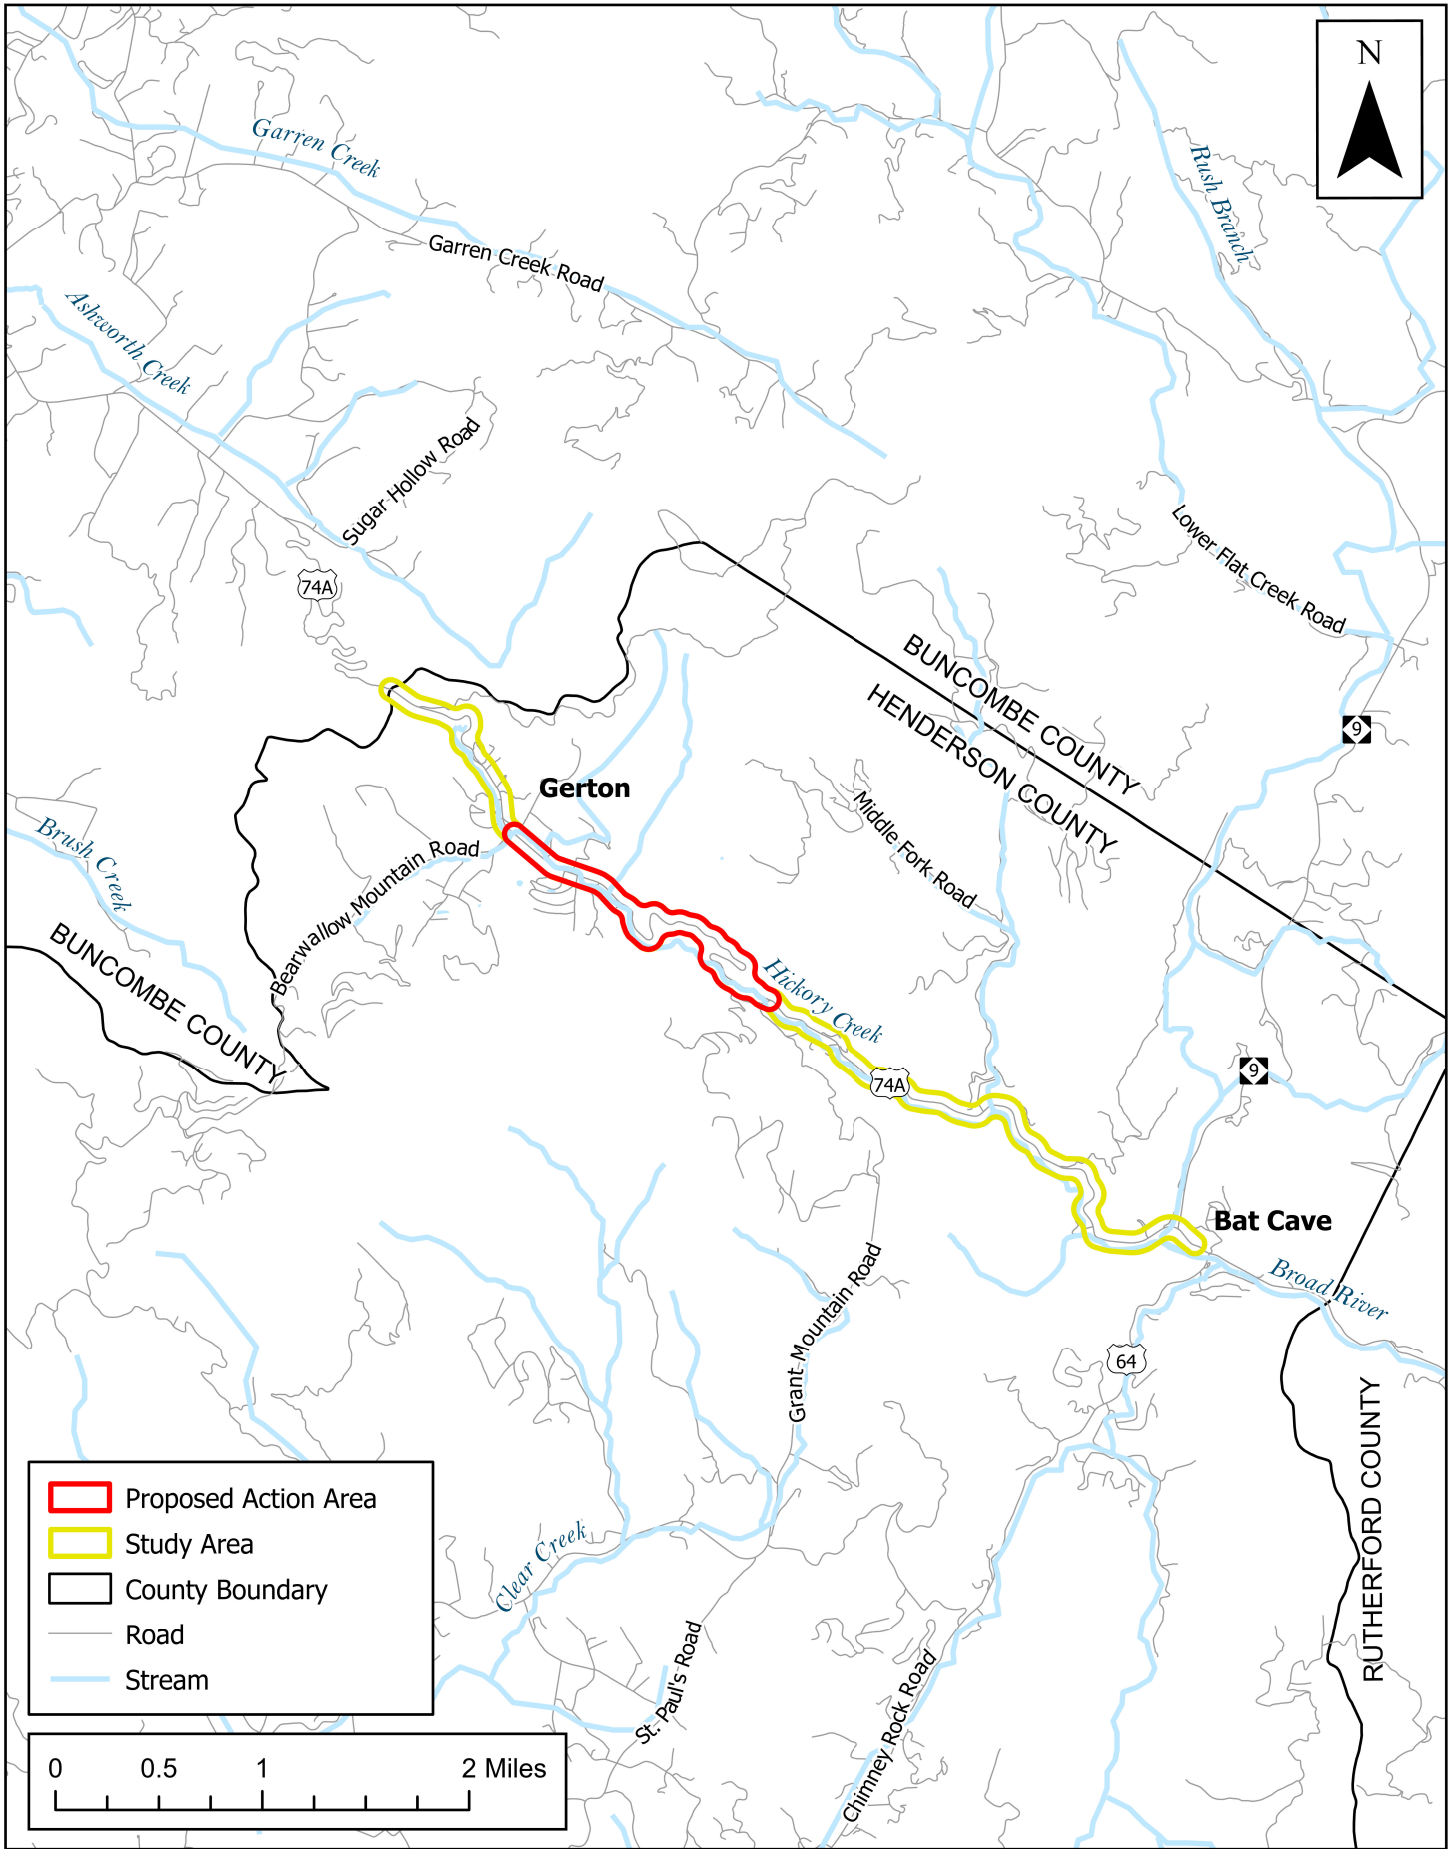 N
Garren Creek
Rush Branch
Garren Creek Road
Ashworth Creek
Sugar Hollow Road
Lower Flat Creek Road
74A
BUNCOMBE COUNTY
HENDERSON COUNTY
9
Gerton
Middle Fork Road
Brush Creek
Bearwallow Mountain Road
BUNCOMBE COUNTY
Hickory Creek
74A
9
Bat Cave
Broad River
Grant Mountain Road
64
RUTHERFORD COUNTY
Clear Creek
St. Paul's Road
Chimney Rock Road
Proposed Action Area
Study Area
County Boundary
Road
Stream
0 0.5 1 2 Miles